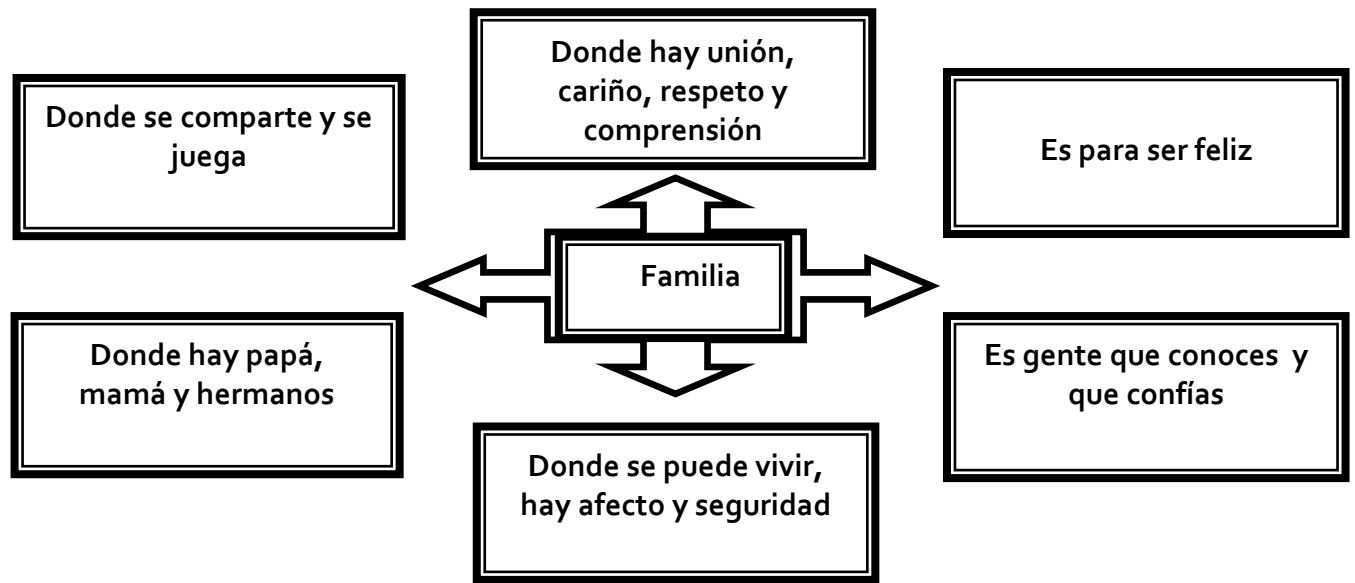 Donde hay unión,
cariño, respeto y
comprensión
Donde se comparte y se
juega
Es para ser feliz
Familia
Donde hay papá,
mamá y hermanos
Es gente que conoces y
que confías
Donde se puede vivir,
hay afecto y seguridad